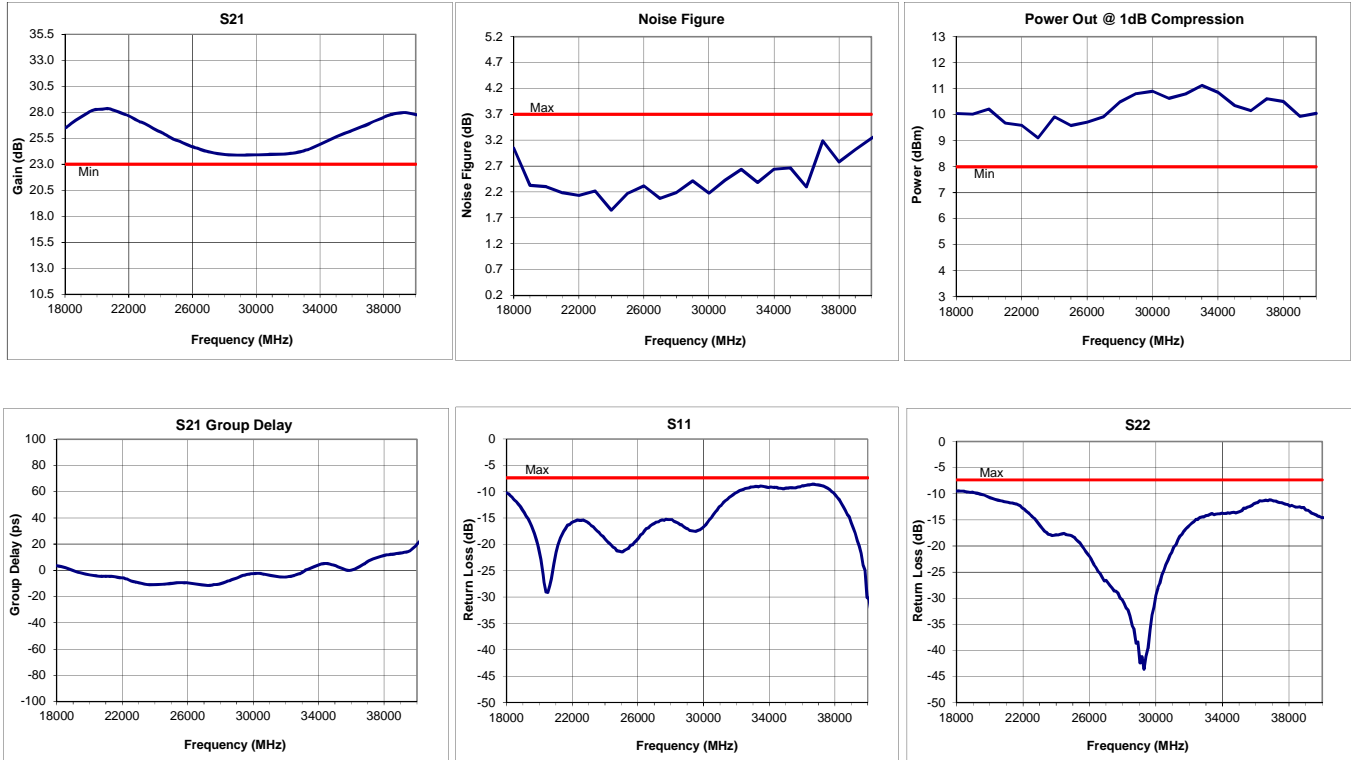 S21
35.5
33.0
30.5
28.0
25.5
23.0
20.5
18.0
15.5
13.0
10.5
Gain (dB)
Min
18000 22000 26000 30000 34000 38000
Frequency (MHz)
Noise Figure
5.2
4.7
4.2
3.7
3.2
2.7
2.2
1.7
1.2
0.7
0.2
Noise Figure (dB)
Max
18000 22000 26000 30000 34000 38000
Frequency (MHz)
Power Out @ 1dB Compression
13
12
11
10
9
8
7
6
5
4
3
Power (dBm)
Min
18000 22000 26000 30000 34000 38000
Frequency (MHz)
S21 Group Delay
100
80
60
40
20
0
-20
-40
-60
-80
-100
Group Delay (ps)
18000 22000 26000 30000 34000 38000
Frequency (MHz)
S11
0
-5
-10
-15
-20
-25
-30
-35
-40
-45
-50
Return Loss (dB)
Max
18000 22000 26000 30000 34000 38000
Frequency (MHz)
S22
0
-5
-10
-15
-20
-25
-30
-35
-40
-45
-50
Return Loss (dB)
Max
18000 22000 26000 30000 34000 38000
Frequency (MHz)